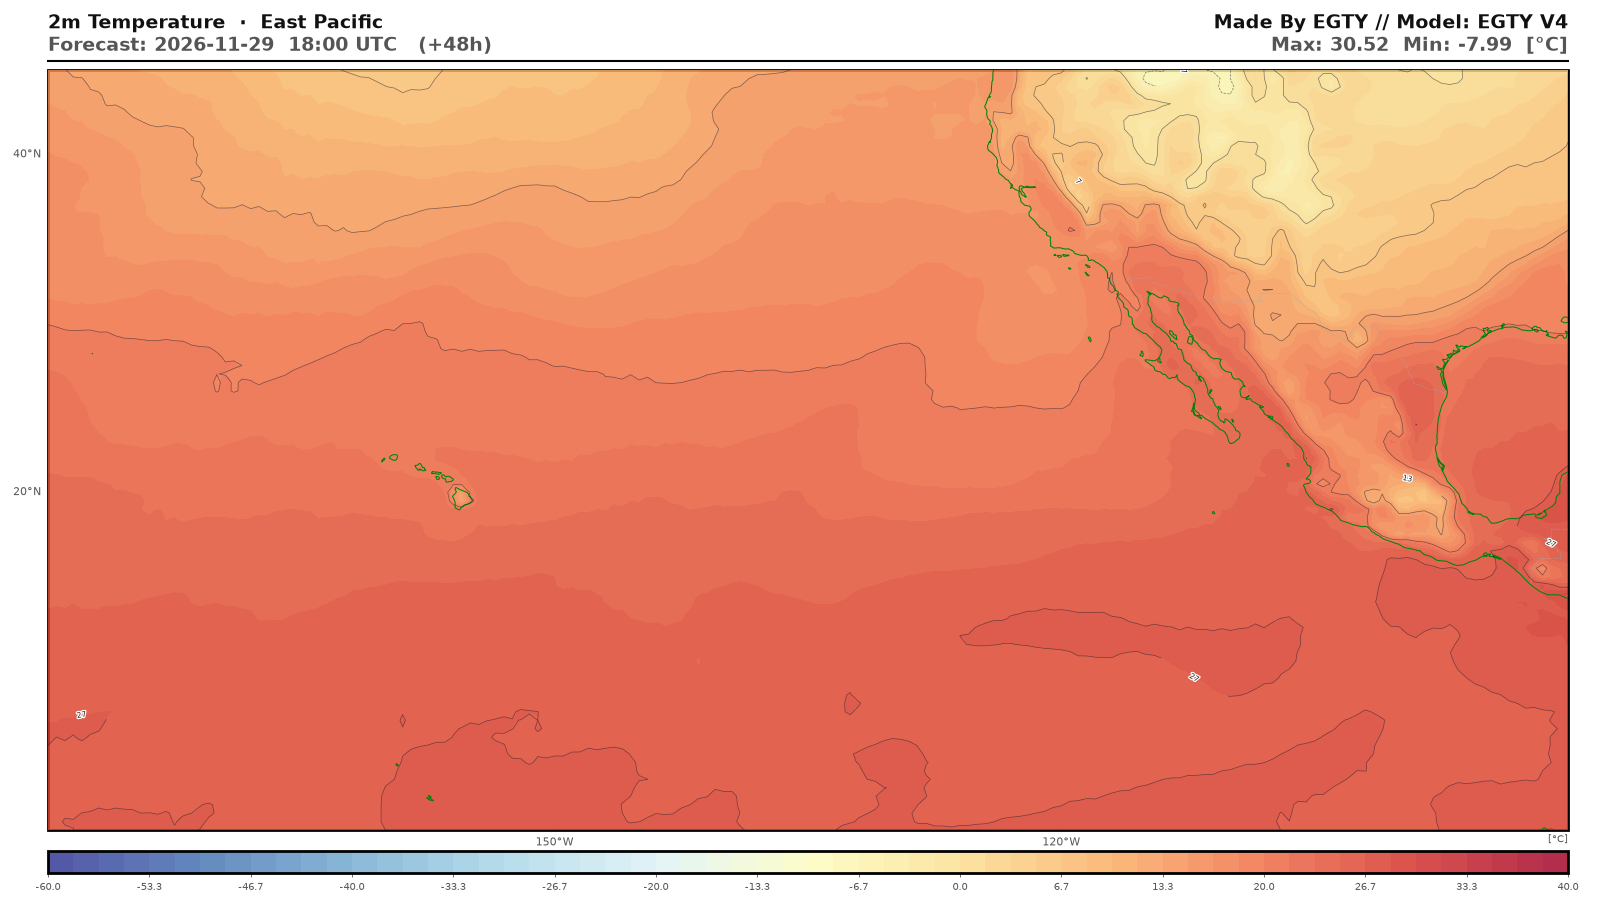 2m Temperature · East Pacific
Made By EGTY // Model: EGTY V4
Forecast: 2026-11-29 18:00 UTC (+48h)
Max: 30.52 Min: -7.99 [°C]
40°N
20°N
7
13
27
27
27
150°W
120°W
[°C]
-60.0 -53.3 -46.7 -40.0 -33.3 -26.7 -20.0 -13.3 -6.7 0.0 6.7 13.3 20.0 26.7 33.3 40.0